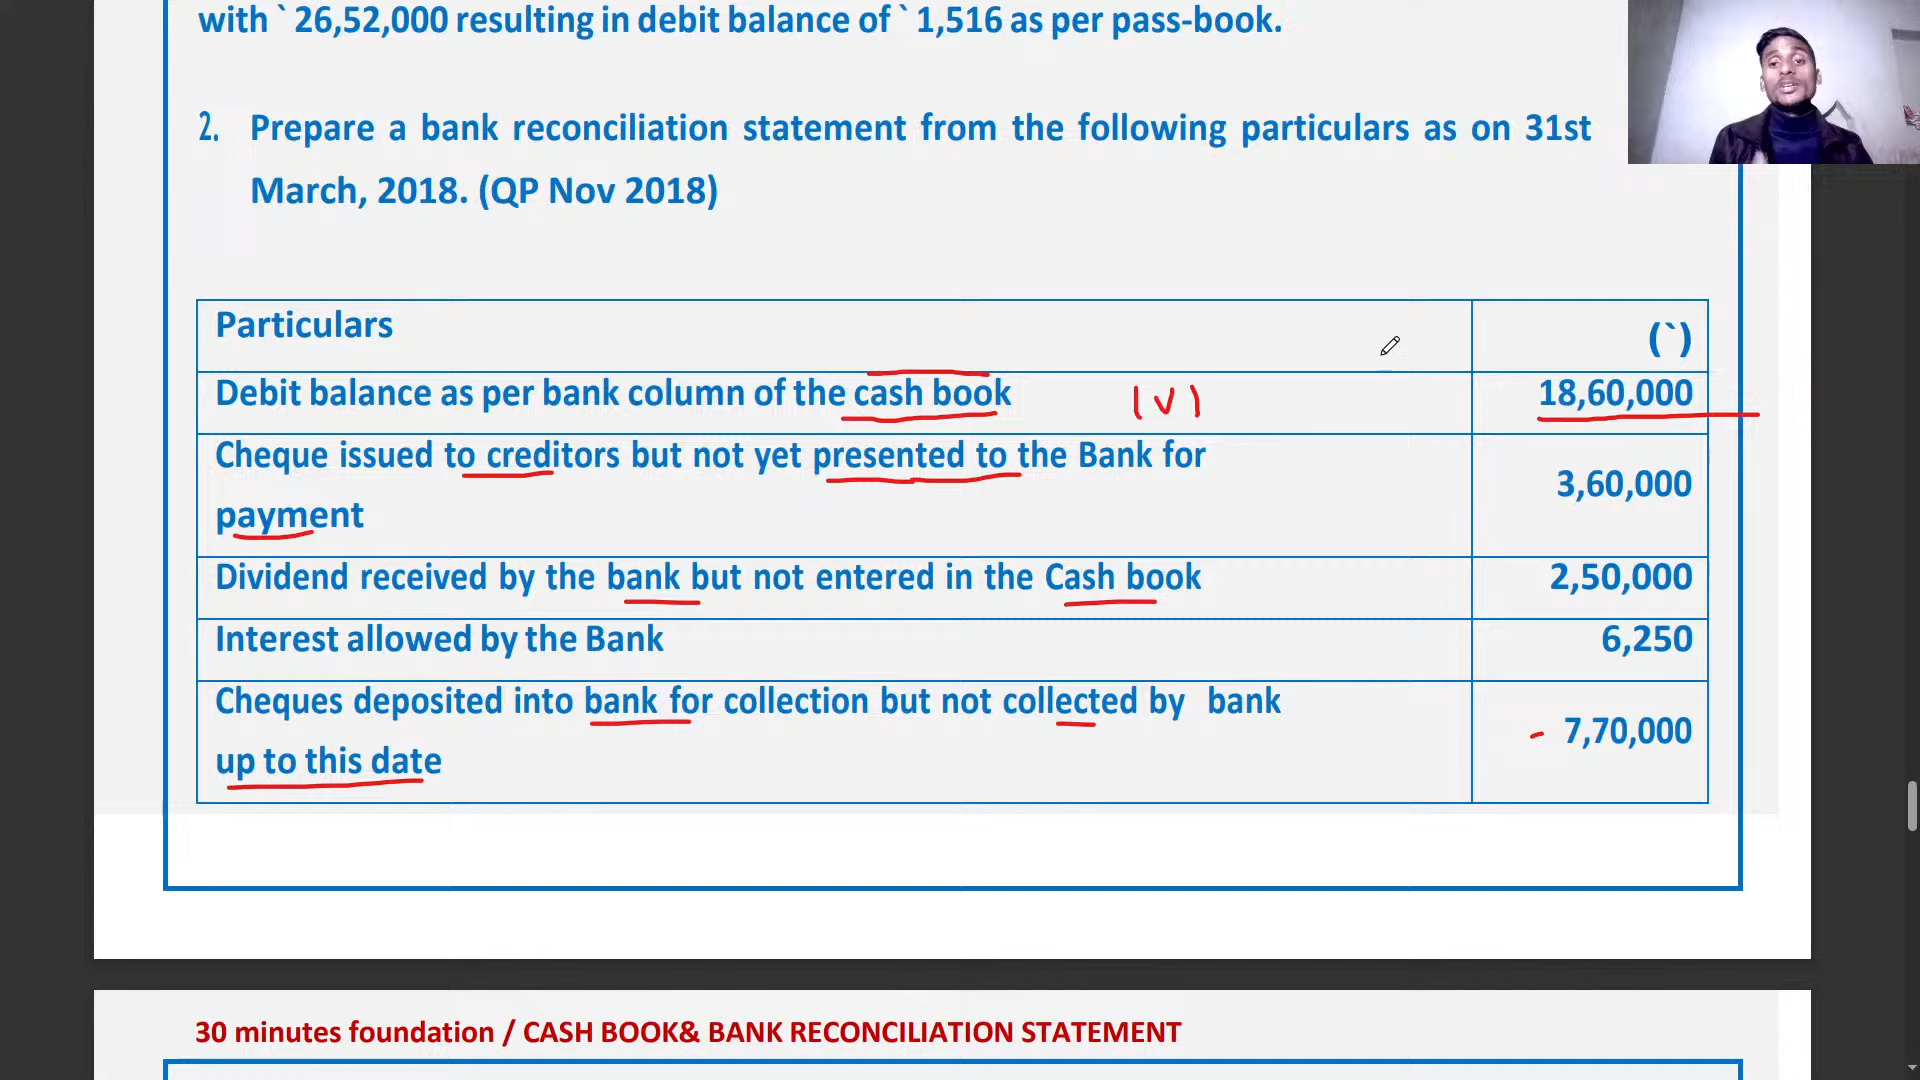 with ` 26,52,000 resulting in debit balance of ` 1,516 as per pass-book.
2. Prepare a bank reconciliation statement from the following particulars as on 31st
March, 2018. (QP Nov 2018)
Particulars (`)
Debit balance as per bank column of the cash book 18,60,000
Cheque issued to creditors but not yet presented to the Bank for
payment 3,60,000
Dividend received by the bank but not entered in the Cash book 2,50,000
Interest allowed by the Bank 6,250
Cheques deposited into bank for collection but not collected by bank
up to this date - 7,70,000
30 minutes foundation / CASH BOOK& BANK RECONCILIATION STATEMENT